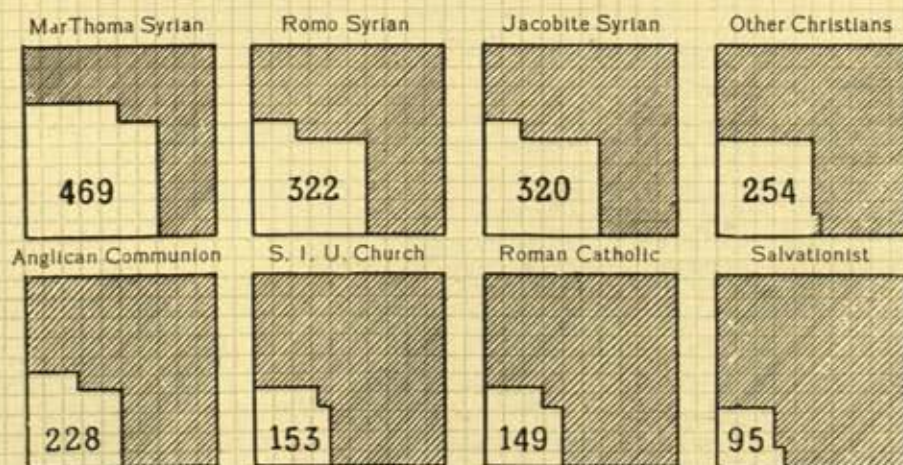 MarThoma Syrian Romo Syrian Jacobite Syrian Other Christians
469 322 320 254
Anglican Communion S. I. U. Church Roman Catholic Salvationist
228 153 149 95